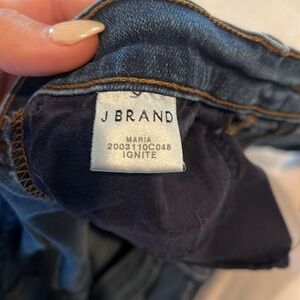 J BRAND
MARIA
2003110C048
IGNITE